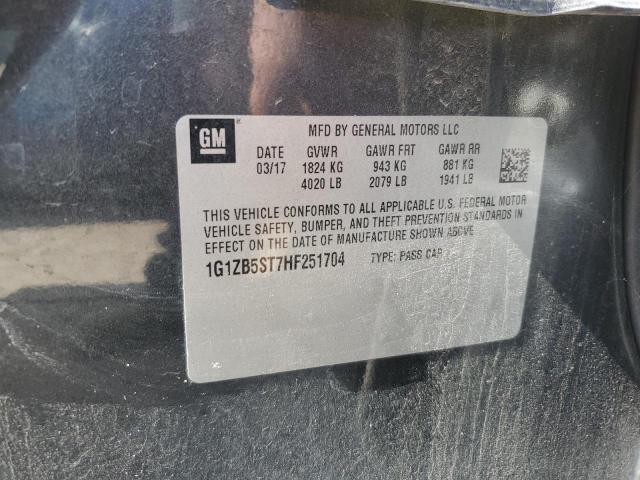 GM
MFD BY GENERAL MOTORS LLC
DATE GVWR GAWR FRT GAWR RR
03/17 1824 KG 943 KG 881 KG
4020 LB 2079 LB 1941 LB
THIS VEHICLE CONFORMS TO ALL APPLICABLE U.S. FEDERAL MOTOR
VEHICLE SAFETY, BUMPER, AND THEFT PREVENTION STANDARDS IN
EFFECT ON THE DATE OF MANUFACTURE SHOWN ABOVE.
1G1ZB5ST7HF251704 TYPE: PASS CAR